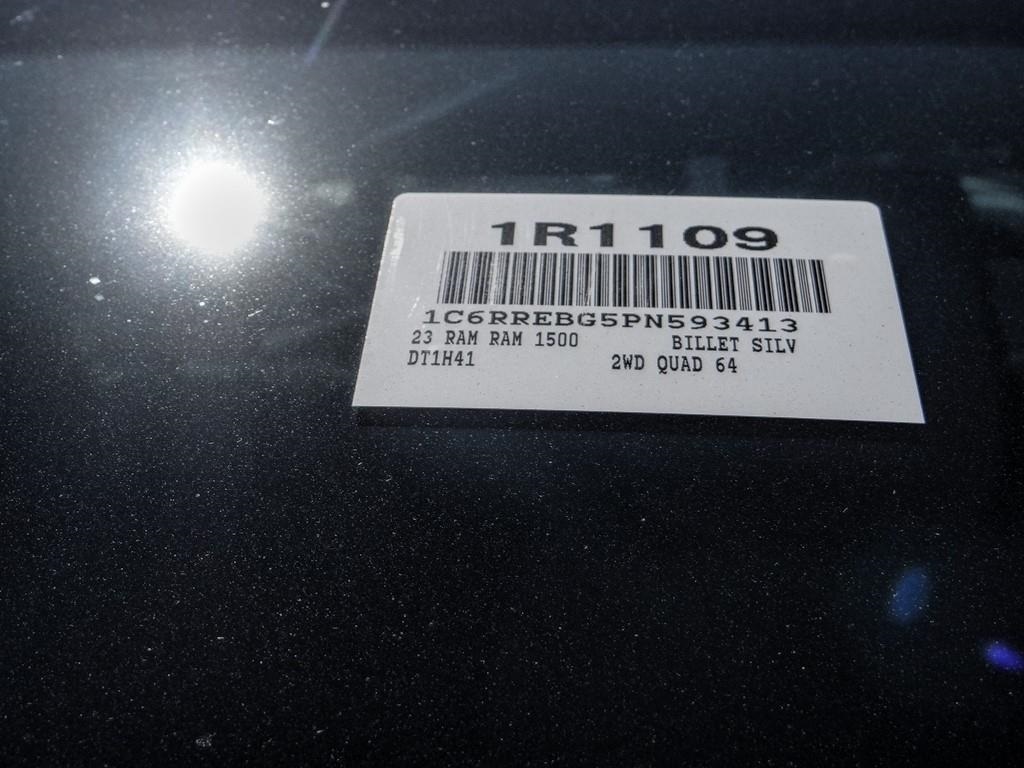 1R1109
1C6RREBG5PN593413
23 RAM RAM 1500 BILLET SILV
DT1H41 2WD QUAD 64